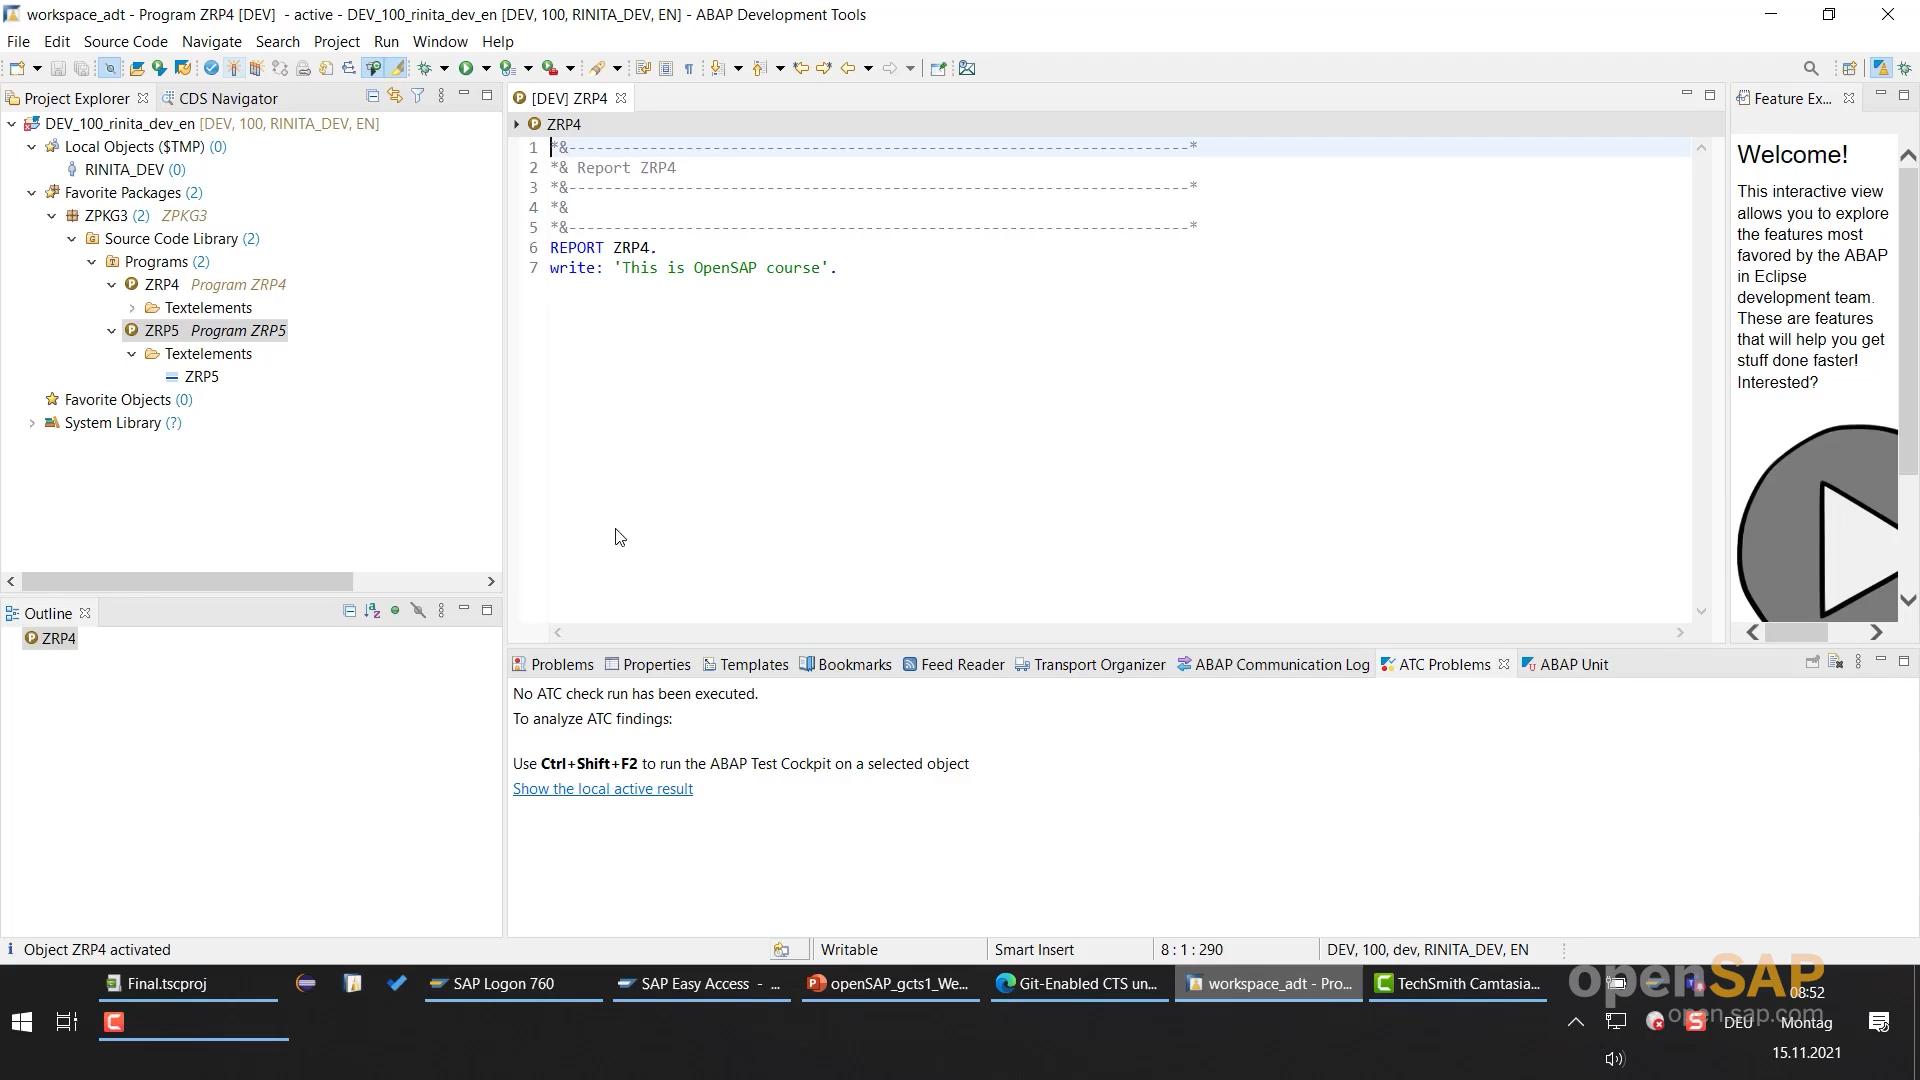 workspace_adt - Program ZRP4 [DEV]  - active - DEV_100_rinita_dev_en [DEV, 100, RINITA_DEV, EN] - ABAP Development Tools
File Edit Source Code Navigate Search Project Run Window Help
Project Explorer CDS Navigator
DEV_100_rinita_dev_en [DEV, 100, RINITA_DEV, EN]
Local Objects ($TMP) (0)
RINITA_DEV (0)
Favorite Packages (2)
ZPKG3 (2) ZPKG3
Source Code Library (2)
Programs (2)
ZRP4 Program ZRP4
Textelements
ZRP5 Program ZRP5
Textelements
ZRP5
Favorite Objects (0)
System Library (?)
Outline
ZRP4
[DEV] ZRP4
ZRP4
1 *&---------------------------------------------------------------------*
2 *& Report ZRP4
3 *&---------------------------------------------------------------------*
4 *&
5 *&---------------------------------------------------------------------*
6 REPORT ZRP4.
7 write: 'This is OpenSAP course'.
Feature Ex...
Welcome!
This interactive view
allows you to explore
the features most
favored by the ABAP
in Eclipse
development team.
These are features
that will help you get
stuff done faster!
Interested?
Problems Properties Templates Bookmarks Feed Reader Transport Organizer ABAP Communication Log ATC Problems ABAP Unit
No ATC check run has been executed.
To analyze ATC findings:
Use Ctrl+Shift+F2 to run the ABAP Test Cockpit on a selected object
Show the local active result
Object ZRP4 activated
Writable
Smart Insert
8 : 1 : 290
DEV, 100, dev, RINITA_DEV, EN
Final.tscproj
SAP Logon 760
SAP Easy Access - ...
openSAP_gcts1_We...
Git-Enabled CTS un...
workspace_adt - Pro...
TechSmith Camtasia...
openSAP
open.sap.com
08:52
DEU
Montag
15.11.2021